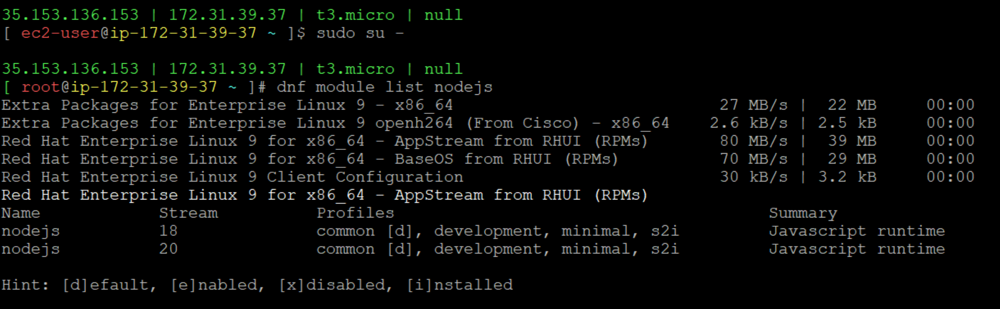 35.153.136.153 | 172.31.39.37 | t3.micro | null
[ ec2-user@ip-172-31-39-37 ~ ]$ sudo su -
35.153.136.153 | 172.31.39.37 | t3.micro | null
[ root@ip-172-31-39-37 ~ ]# dnf module list nodejs
Extra Packages for Enterprise Linux 9 - x86_64 27 MB/s | 22 MB 00:00
Extra Packages for Enterprise Linux 9 openh264 (From Cisco) - x86_64 2.6 kB/s | 2.5 kB 00:00
Red Hat Enterprise Linux 9 for x86_64 - AppStream from RHUI (RPMs) 80 MB/s | 39 MB 00:00
Red Hat Enterprise Linux 9 for x86_64 - BaseOS from RHUI (RPMs) 70 MB/s | 29 MB 00:00
Red Hat Enterprise Linux 9 Client Configuration 30 kB/s | 3.2 kB 00:00
Red Hat Enterprise Linux 9 for x86_64 - AppStream from RHUI (RPMs)
Name Stream Profiles Summary
nodejs 18 common [d], development, minimal, s2i Javascript runtime
nodejs 20 common [d], development, minimal, s2i Javascript runtime
Hint: [d]efault, [e]nabled, [x]disabled, [i]nstalled